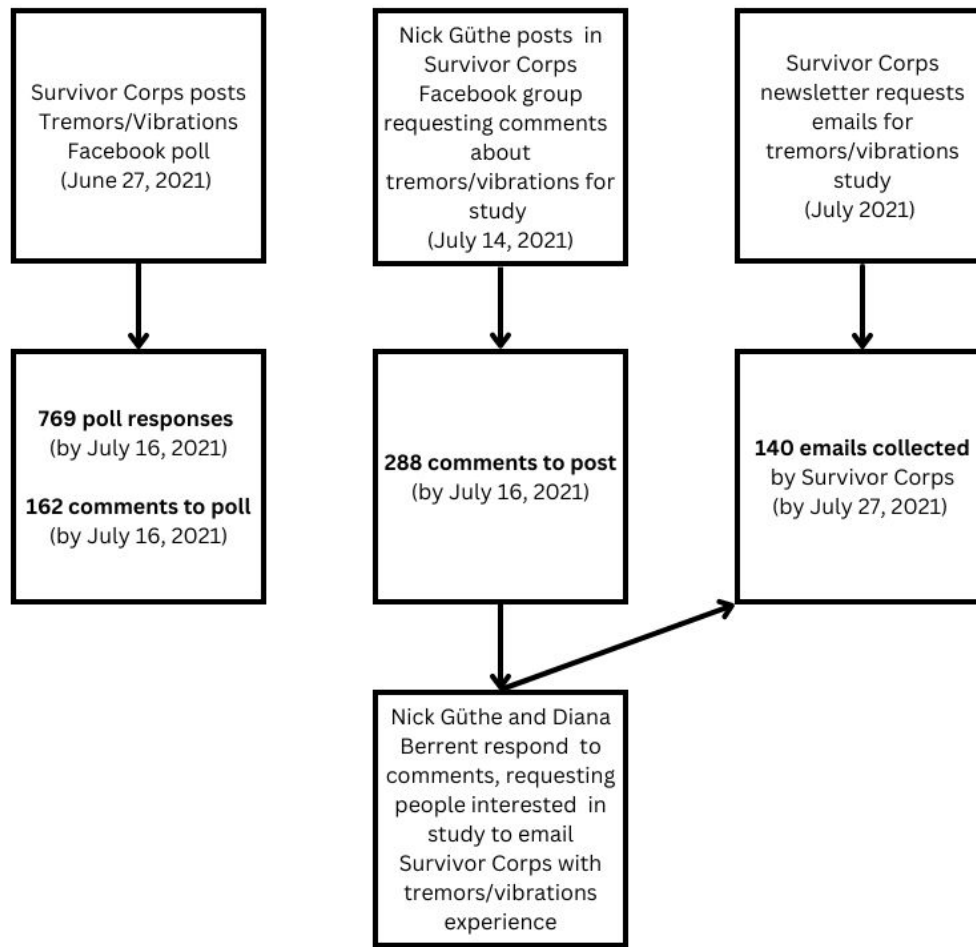 Survivor Corps posts
Tremors/Vibrations
Facebook poll
(June 27, 2021)
Nick Güthe posts in
Survivor Corps
Facebook group
requesting comments
about
tremors/vibrations for
study
(July 14, 2021)
Survivor Corps
newsletter requests
emails for
tremors/vibrations
study
(July 2021)
769 poll responses
(by July 16, 2021)
162 comments to poll
(by July 16, 2021)
288 comments to post
(by July 16, 2021)
140 emails collected
by Survivor Corps
(by July 27, 2021)
Nick Güthe and Diana
Berrent respond to
comments, requesting
people interested in
study to email
Survivor Corps with
tremors/vibrations
experience